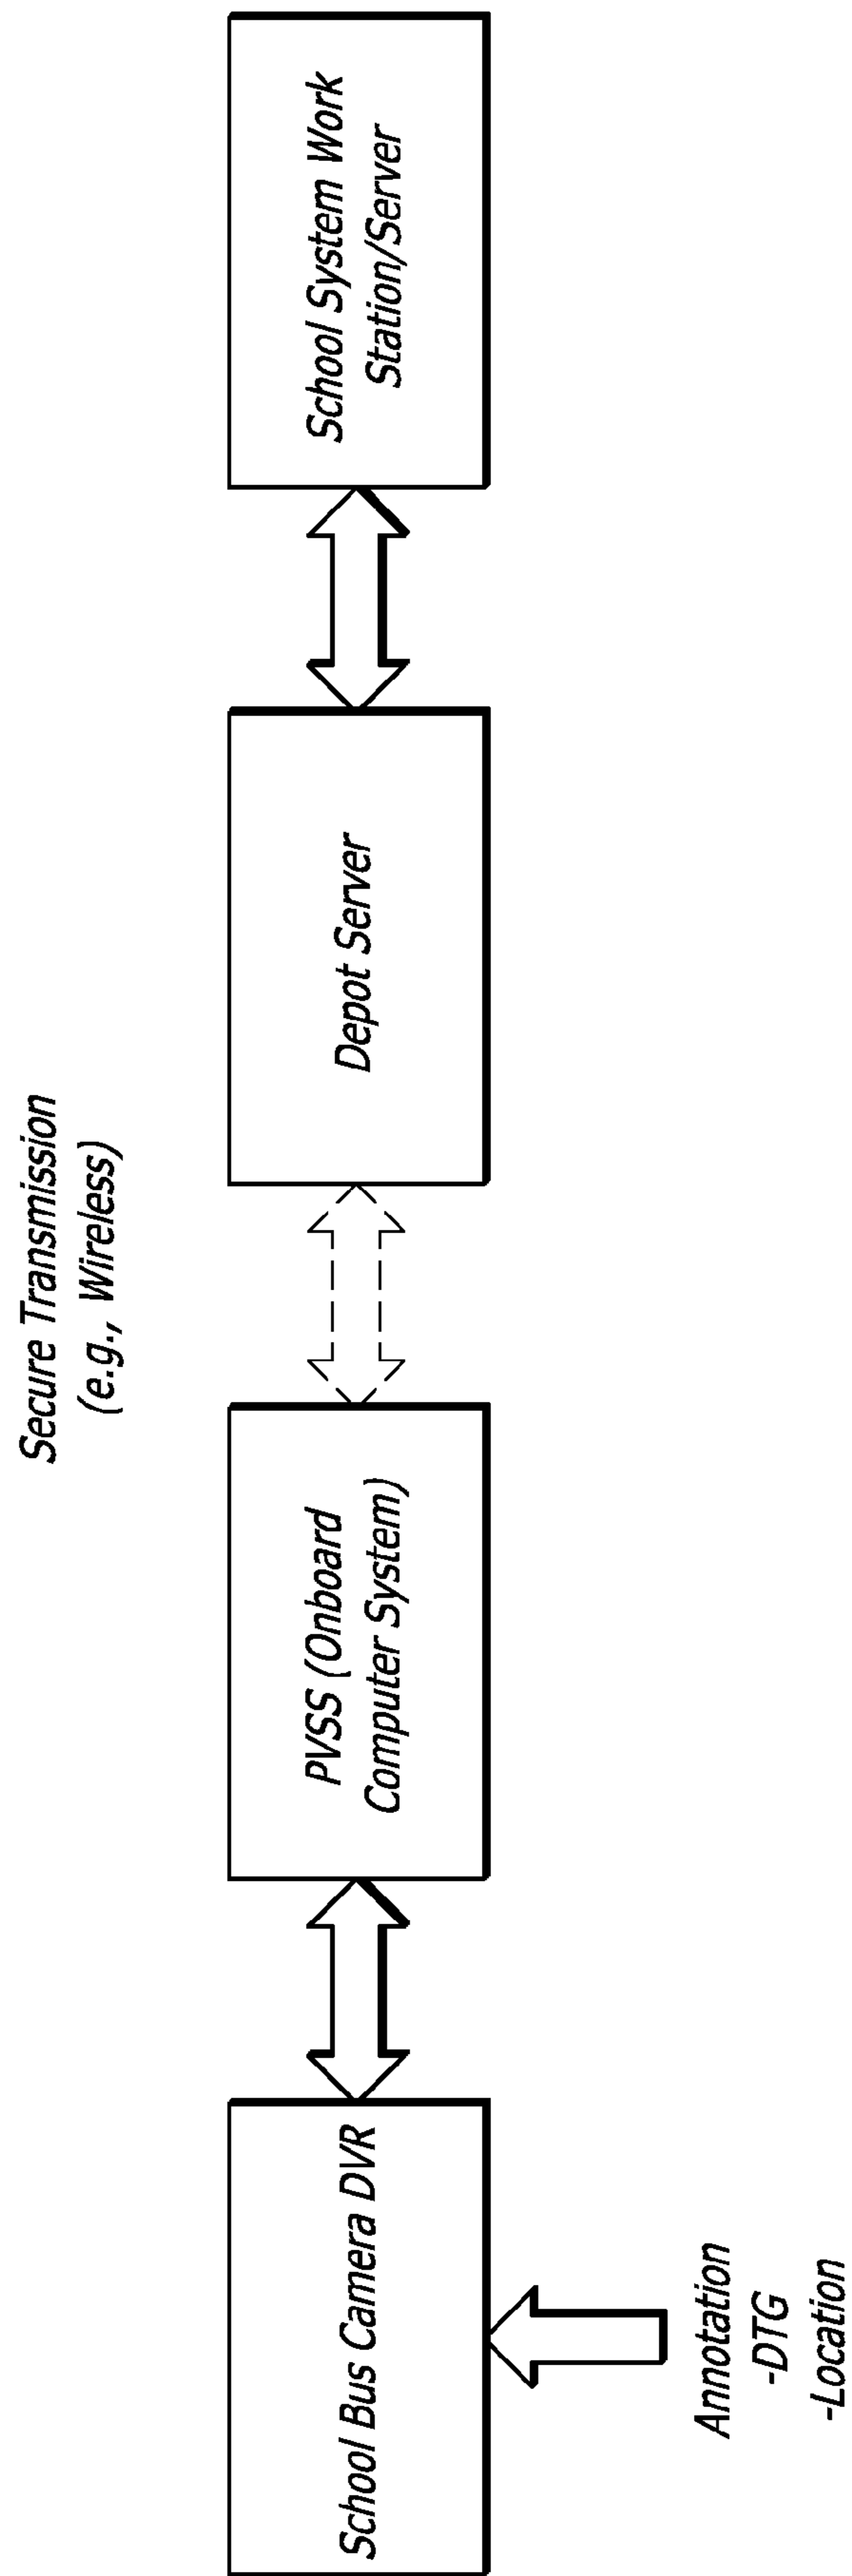 Secure Transmission
(e.g., Wireless)
School Bus Camera DVR
PVSS (Onboard
Computer System)
Depot Server
School System Work
Station/Server
Annotation
-DTG
-Location